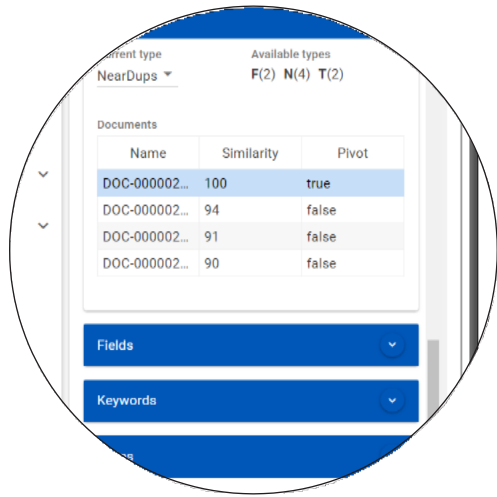 Current type Available types
NearDups F(2) N(4) T(2)
Documents
Name Similarity Pivot
DOC-000002... 100 true
DOC-000002... 94 false
DOC-000002... 91 false
DOC-000002... 90 false
Fields
Keywords